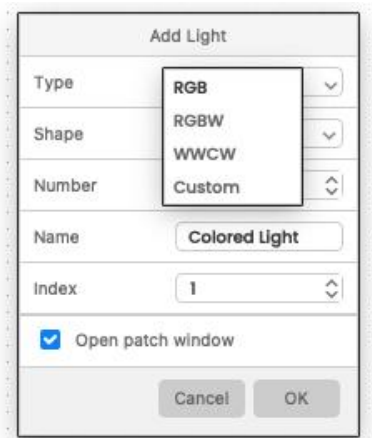 Add Light
Type
RGB
RGBW
Shape
WWCW
Number
Custom
Name Colored Light
Index 1
Open patch window
Cancel OK